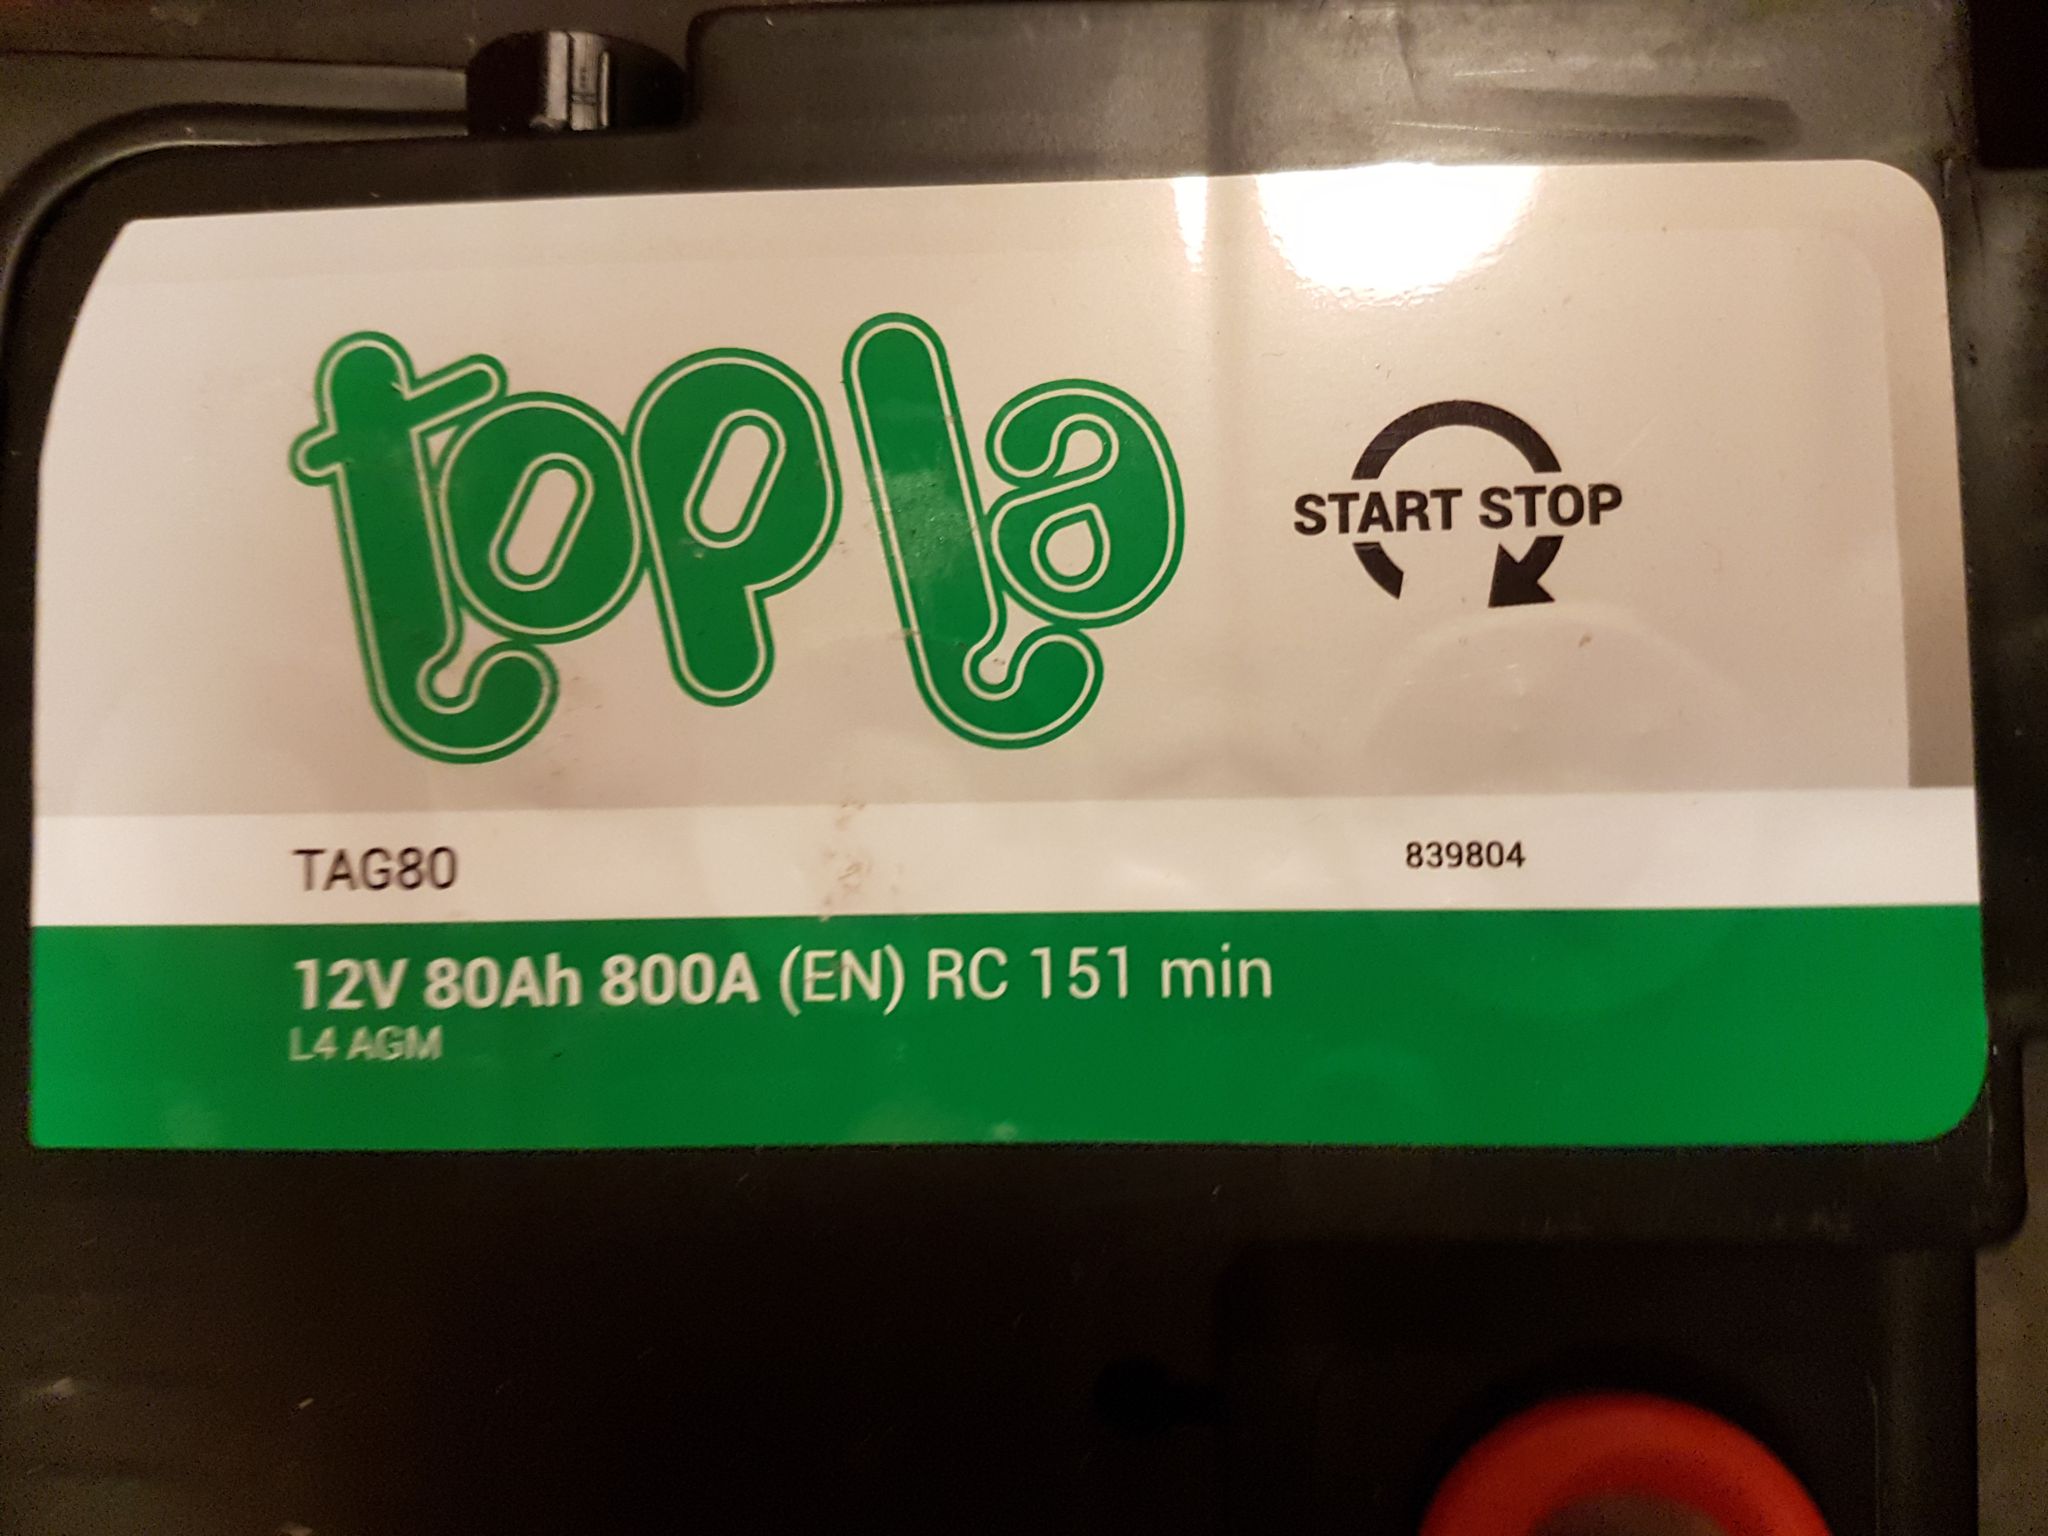 topla
START STOP
TAG80 839804
12V 80Ah 800A (EN) RC 151 min
L4 AGM